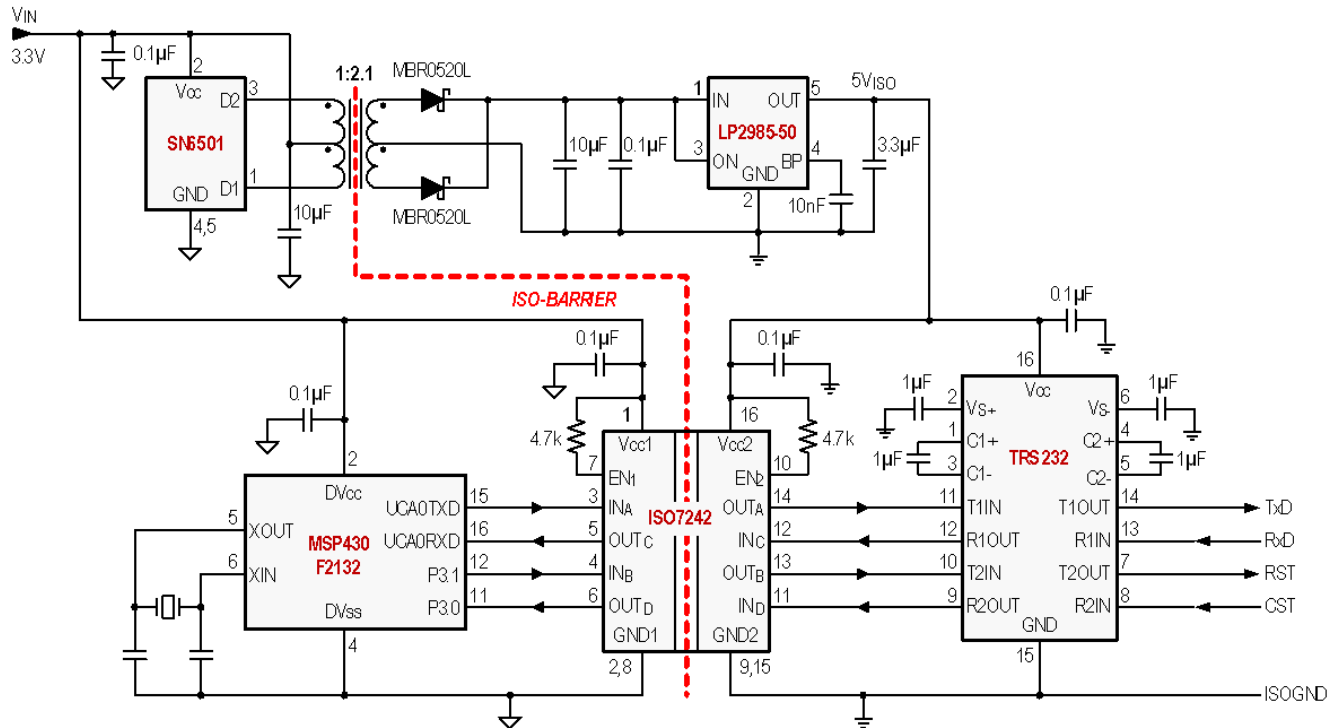 VIN
3.3V
0.1µF
2
Vcc
3
D2
SN6501
D1
1
GND
4,5
10µF
1:2.1
MBR0520L
MBR0520L
10µF
0.1µF
1
IN
OUT
5
5VISO
LP2985-50
3
ON
BP
4
GND
2
10nF
3.3µF
ISO-BARRIER
0.1µF
0.1µF
0.1µF
0.1µF
4.7k
1
Vcc1
16
Vcc2
4.7k
7
EN1
EN2
10
ISO7242
3
INA
OUTA
14
5
OUTC
INC
12
4
INB
OUTB
13
6
OUTD
IND
11
GND1
GND2
2,8
9,15
2
DVcc
5
XOUT
UCA0TXD
15
MSP430
F2132
UCA0RXD
16
6
XIN
P3.1
12
P3.0
11
DVss
4
16
Vcc
1µF
2
VS+
VS-
6
1µF
1
C1+
C2+
4
1µF
TRS232
1µF
3
C1-
C2-
5
11
T1IN
T1OUT
14
TxD
12
R1OUT
R1IN
13
RxD
10
T2IN
T2OUT
7
RST
9
R2OUT
R2IN
8
CST
GND
15
ISOGND